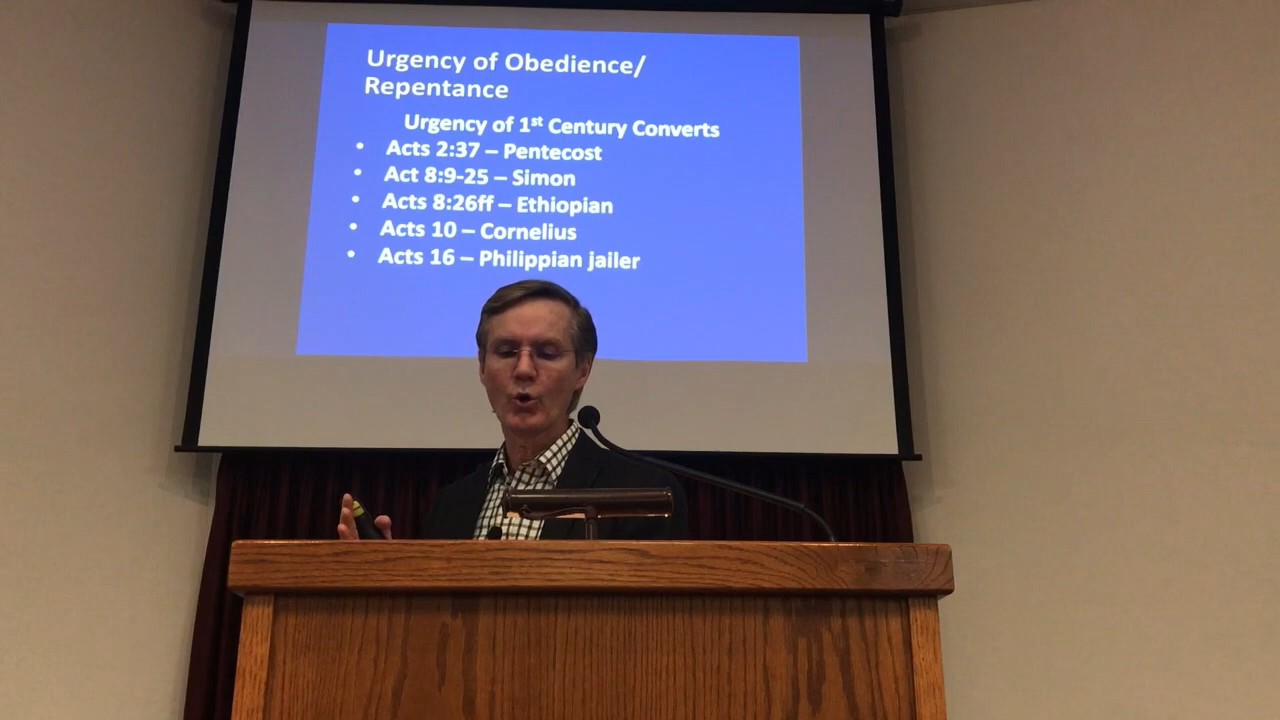 Urgency of Obedience/
Repentance
Urgency of 1st Century Converts
• Acts 2:37 – Pentecost
• Act 8:9-25 – Simon
• Acts 8:26ff – Ethiopian
• Acts 10 – Cornelius
• Acts 16 – Philippian jailer